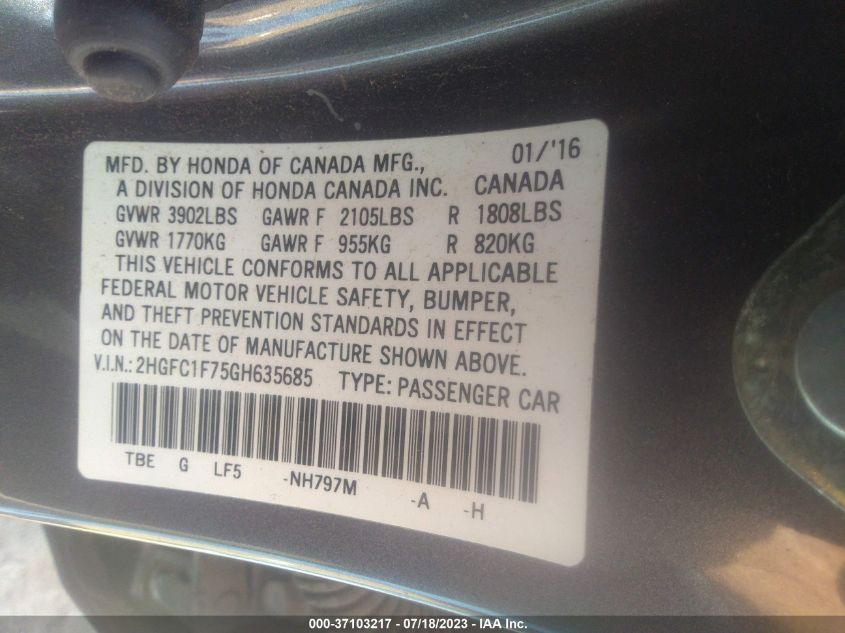 MFD. BY HONDA OF CANADA MFG., 01/'16
A DIVISION OF HONDA CANADA INC. CANADA
GVWR 3902LBS GAWR F 2105LBS R 1808LBS
GVWR 1770KG GAWR F 955KG R 820KG
THIS VEHICLE CONFORMS TO ALL APPLICABLE
FEDERAL MOTOR VEHICLE SAFETY, BUMPER,
AND THEFT PREVENTION STANDARDS IN EFFECT
ON THE DATE OF MANUFACTURE SHOWN ABOVE.
V.I.N.: 2HGFC1F75GH635685 TYPE: PASSENGER CAR
TBE G LF5 -NH797M -A -H
000-37103217 - 07/18/2023 - IAA Inc.